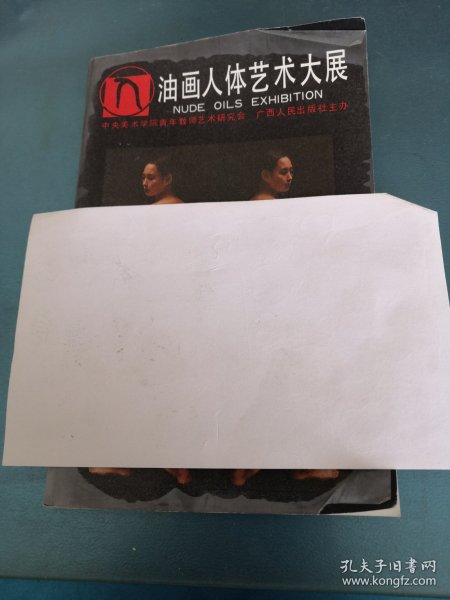 油画人体艺术大展
NUDE OILS EXHIBITION
中央美术学院青年教师艺术研究会 广西人民出版社主办
孔夫子旧书网
www.kongfz.com